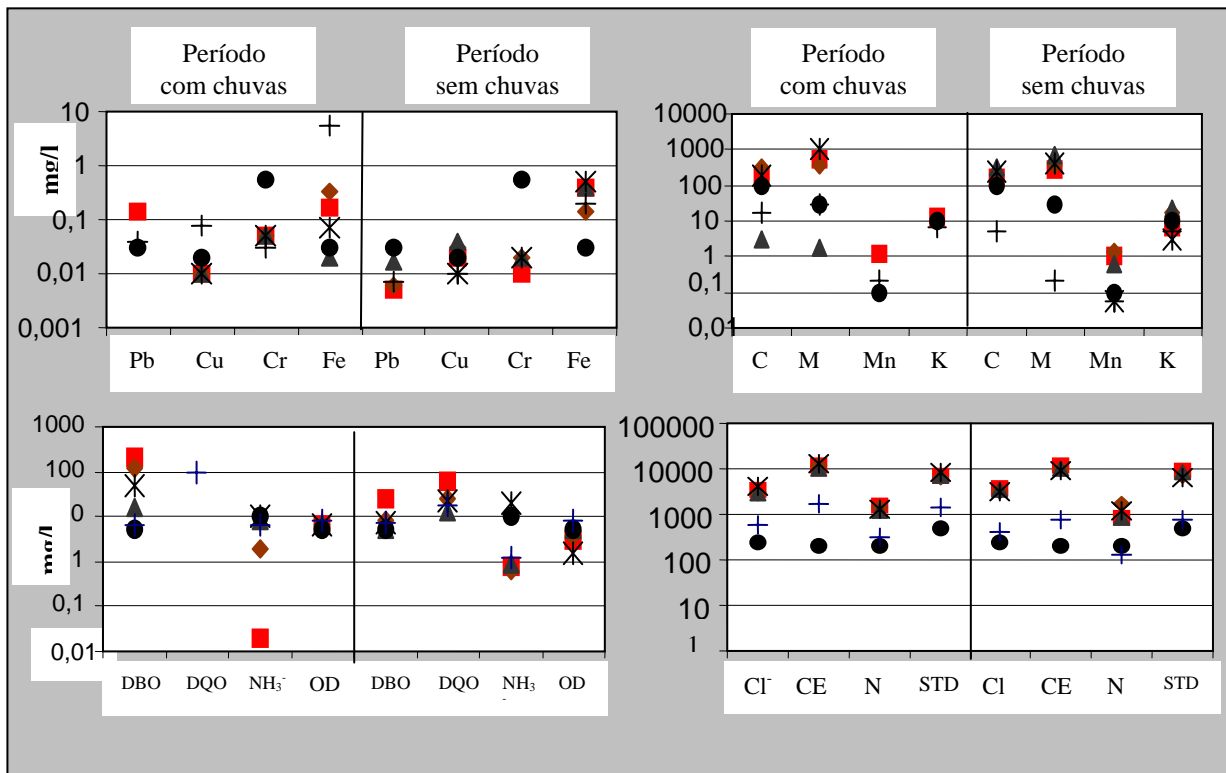 Período
com chuvas
Período
sem chuvas
mg/l
10
1
0,1
0,01
0,001
Pb Cu Cr Fe Pb Cu Cr Fe
Período
com chuvas
Período
sem chuvas
10000
1000
100
10
1
0,1
0,01
C M Mn K C M Mn K
mg/l
1000
100
0
1
0,1
0,01
DBO DQO NH₃⁻ OD DBO DQO NH₃ OD
-
100000
10000
1000
100
10
1
Cl⁻ CE N STD Cl CE N STD